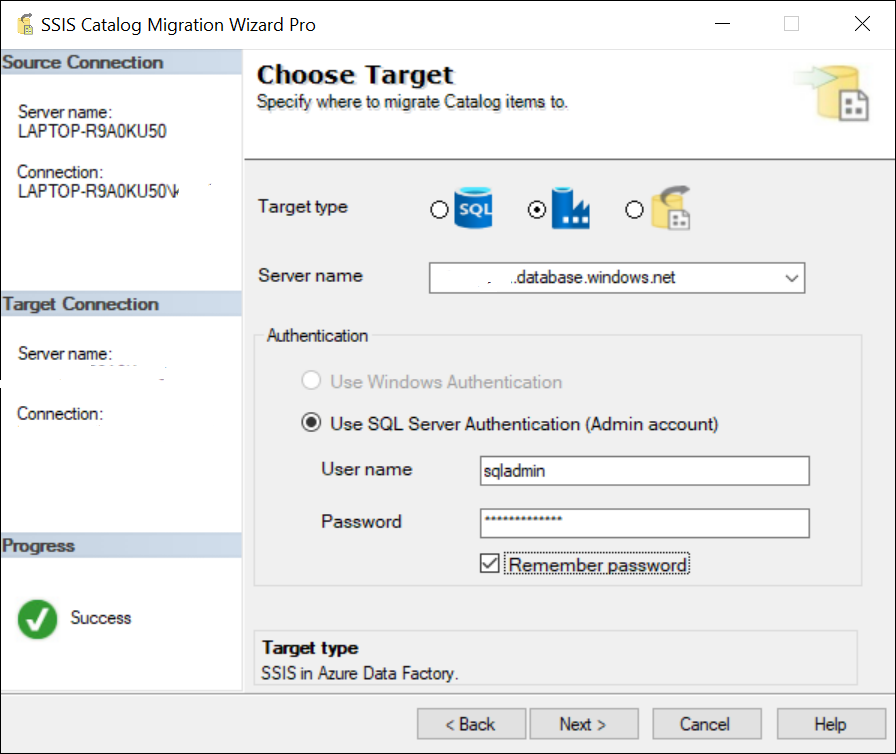 SSIS Catalog Migration Wizard Pro
Source Connection
Server name:
LAPTOP-R9A0KU50
Connection:
LAPTOP-R9A0KU50\
Target Connection
Server name:
Connection:
Progress
Success
Choose Target
Specify where to migrate Catalog items to.
Target type
SQL
Server name
.database.windows.net
Authentication
Use Windows Authentication
Use SQL Server Authentication (Admin account)
User name
sqladmin
Password
*************
Remember password
Target type
SSIS in Azure Data Factory.
< Back
Next >
Cancel
Help